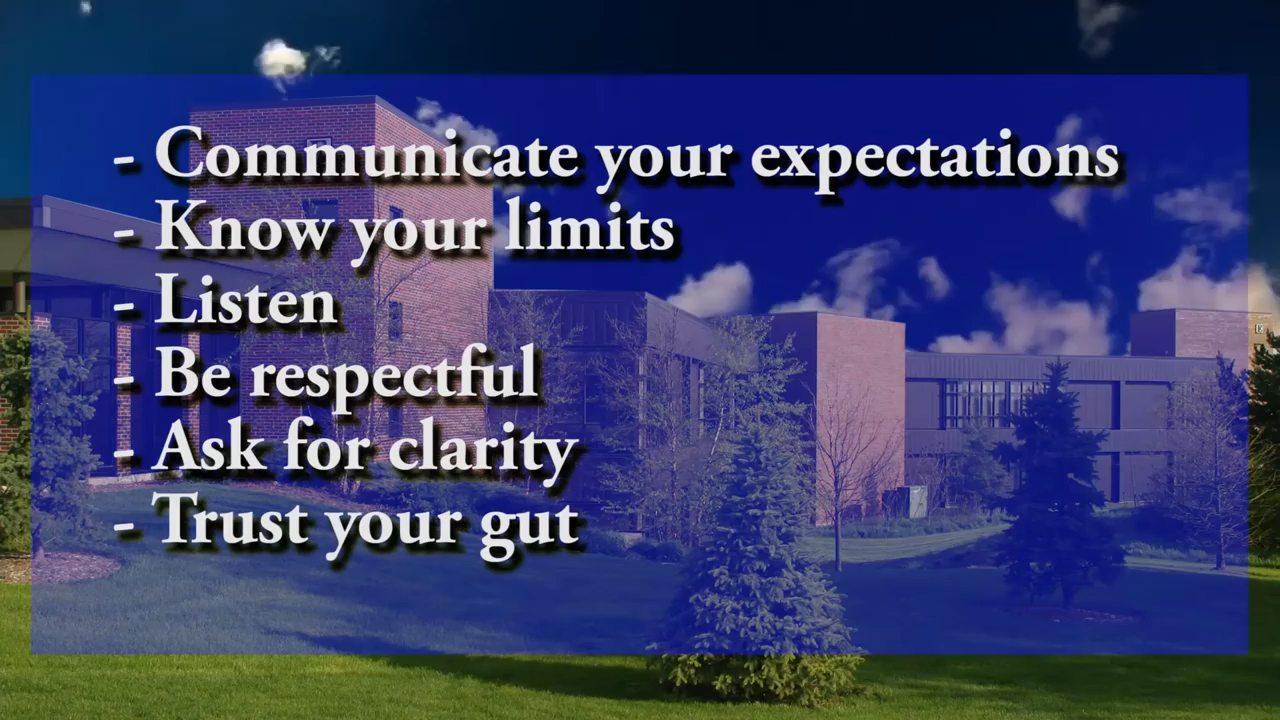 - Communicate your expectations
- Know your limits
- Listen
- Be respectful
- Ask for clarity
- Trust your gut